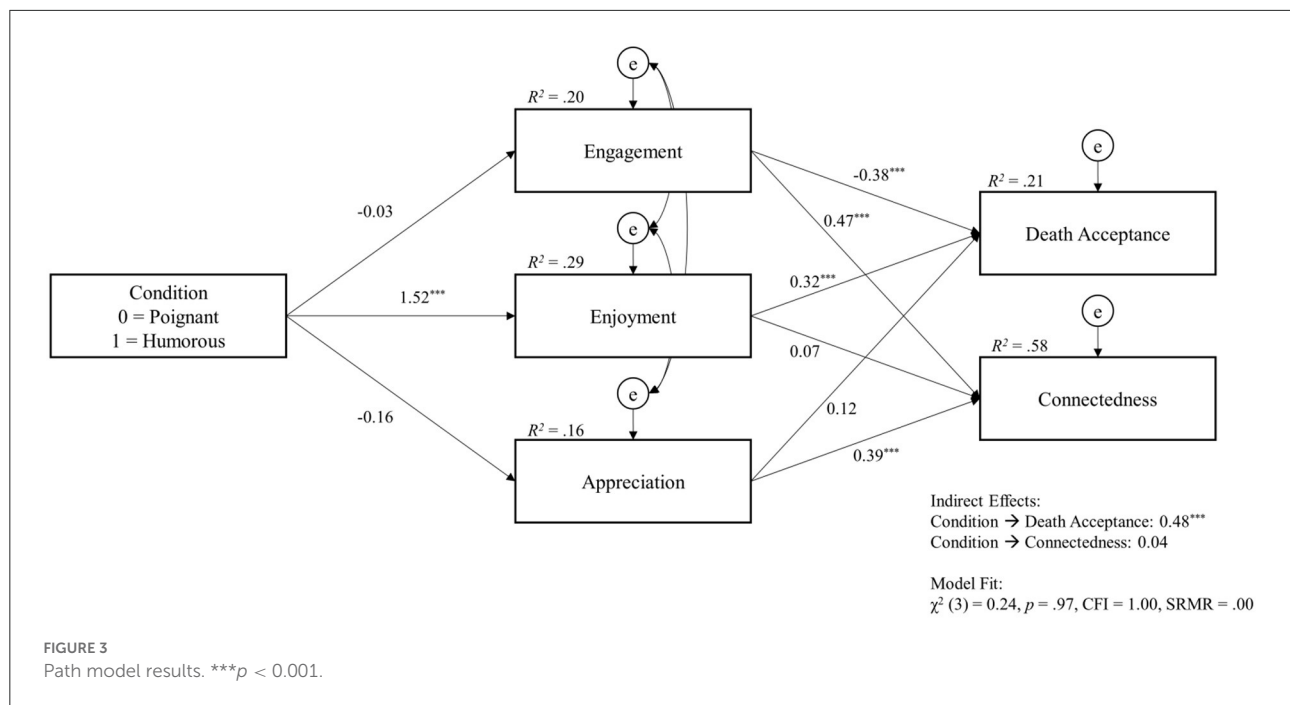 e
R² = .20
Engagement
e
R² = .21
Death Acceptance
-0.03
-0.38***
0.47***
e
R² = .29
Enjoyment
Condition
0 = Poignant
1 = Humorous
1.52***
0.32***
0.07
e
R² = .58
Connectedness
-0.16
0.12
0.39***
e
R² = .16
Appreciation
Indirect Effects:
Condition → Death Acceptance: 0.48***
Condition → Connectedness: 0.04
Model Fit:
χ² (3) = 0.24, p = .97, CFI = 1.00, SRMR = .00
FIGURE 3
Path model results. ***p < 0.001.